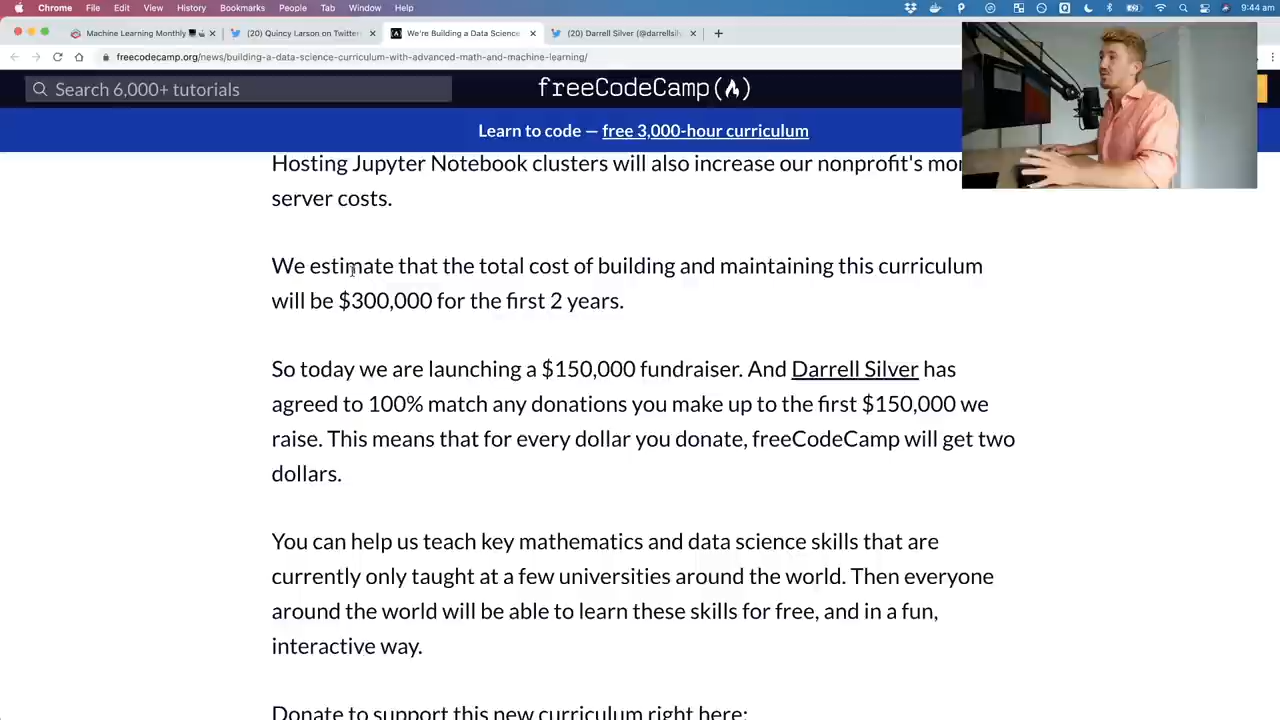 Chrome File Edit View History Bookmarks People Tab Window Help 9:44 am
Machine Learning Monthly
(20) Quincy Larson on Twitter
We're Building a Data Science
(20) Darrell Silver (@darrellsil
freecodecamp.org/news/building-a-data-science-curriculum-with-advanced-math-and-machine-learning/
Search 6,000+ tutorials
freeCodeCamp
Learn to code — free 3,000-hour curriculum
Hosting Jupyter Notebook clusters will also increase our nonprofit's
server costs.
We estimate that the total cost of building and maintaining this curriculum
will be $300,000 for the first 2 years.
So today we are launching a $150,000 fundraiser. And Darrell Silver has
agreed to 100% match any donations you make up to the first $150,000 we
raise. This means that for every dollar you donate, freeCodeCamp will get two
dollars.
You can help us teach key mathematics and data science skills that are
currently only taught at a few universities around the world. Then everyone
around the world will be able to learn these skills for free, and in a fun,
interactive way.
Donate to support this new curriculum right here: